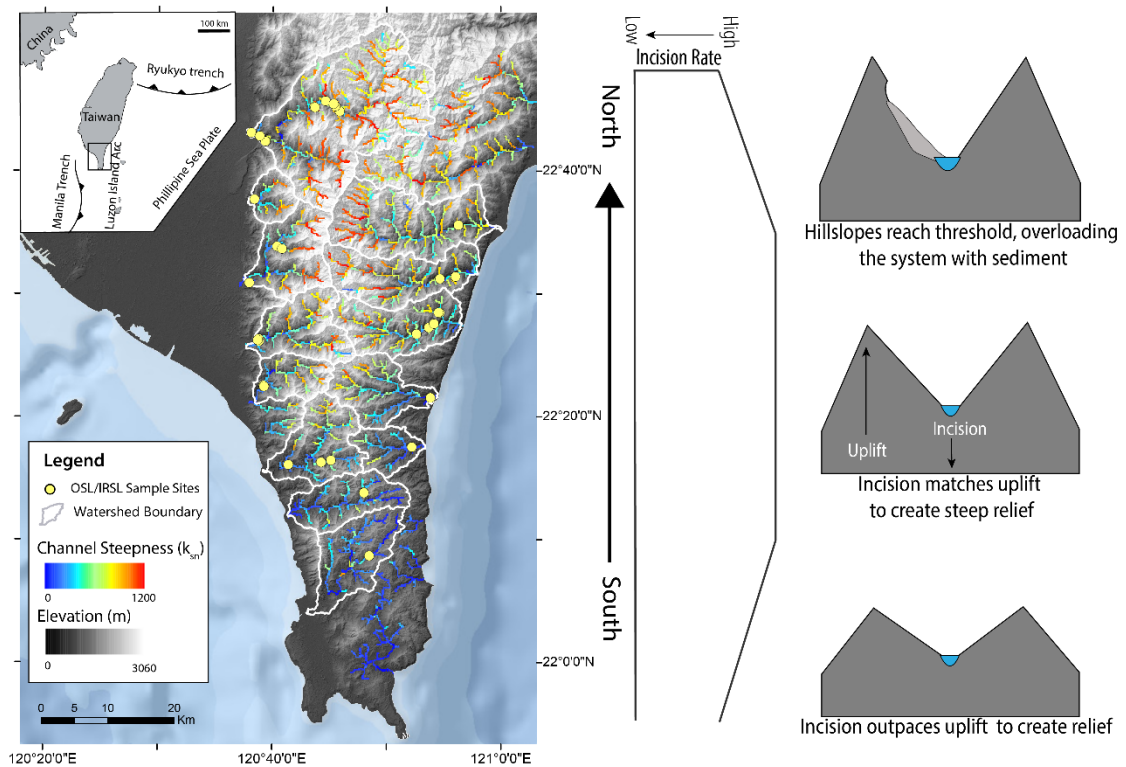 100 km
China
Ryukyo trench
Taiwan
Manila Trench
Luzon Island Arc
Phillipine Sea Plate
22°40'0"N
22°20'0"N
22°0'0"N
Legend
OSL/IRSL Sample Sites
Watershed Boundary
Channel Steepness (ksn)
0 1200
Elevation (m)
0 3060
0 5 10 20
Km
120°20'0"E 120°40'0"E 121°0'0"E
North
South
Low High
Incision Rate
Hillslopes reach threshold, overloading
the system with sediment
Uplift
Incision
Incision matches uplift
to create steep relief
Incision outpaces uplift to create relief